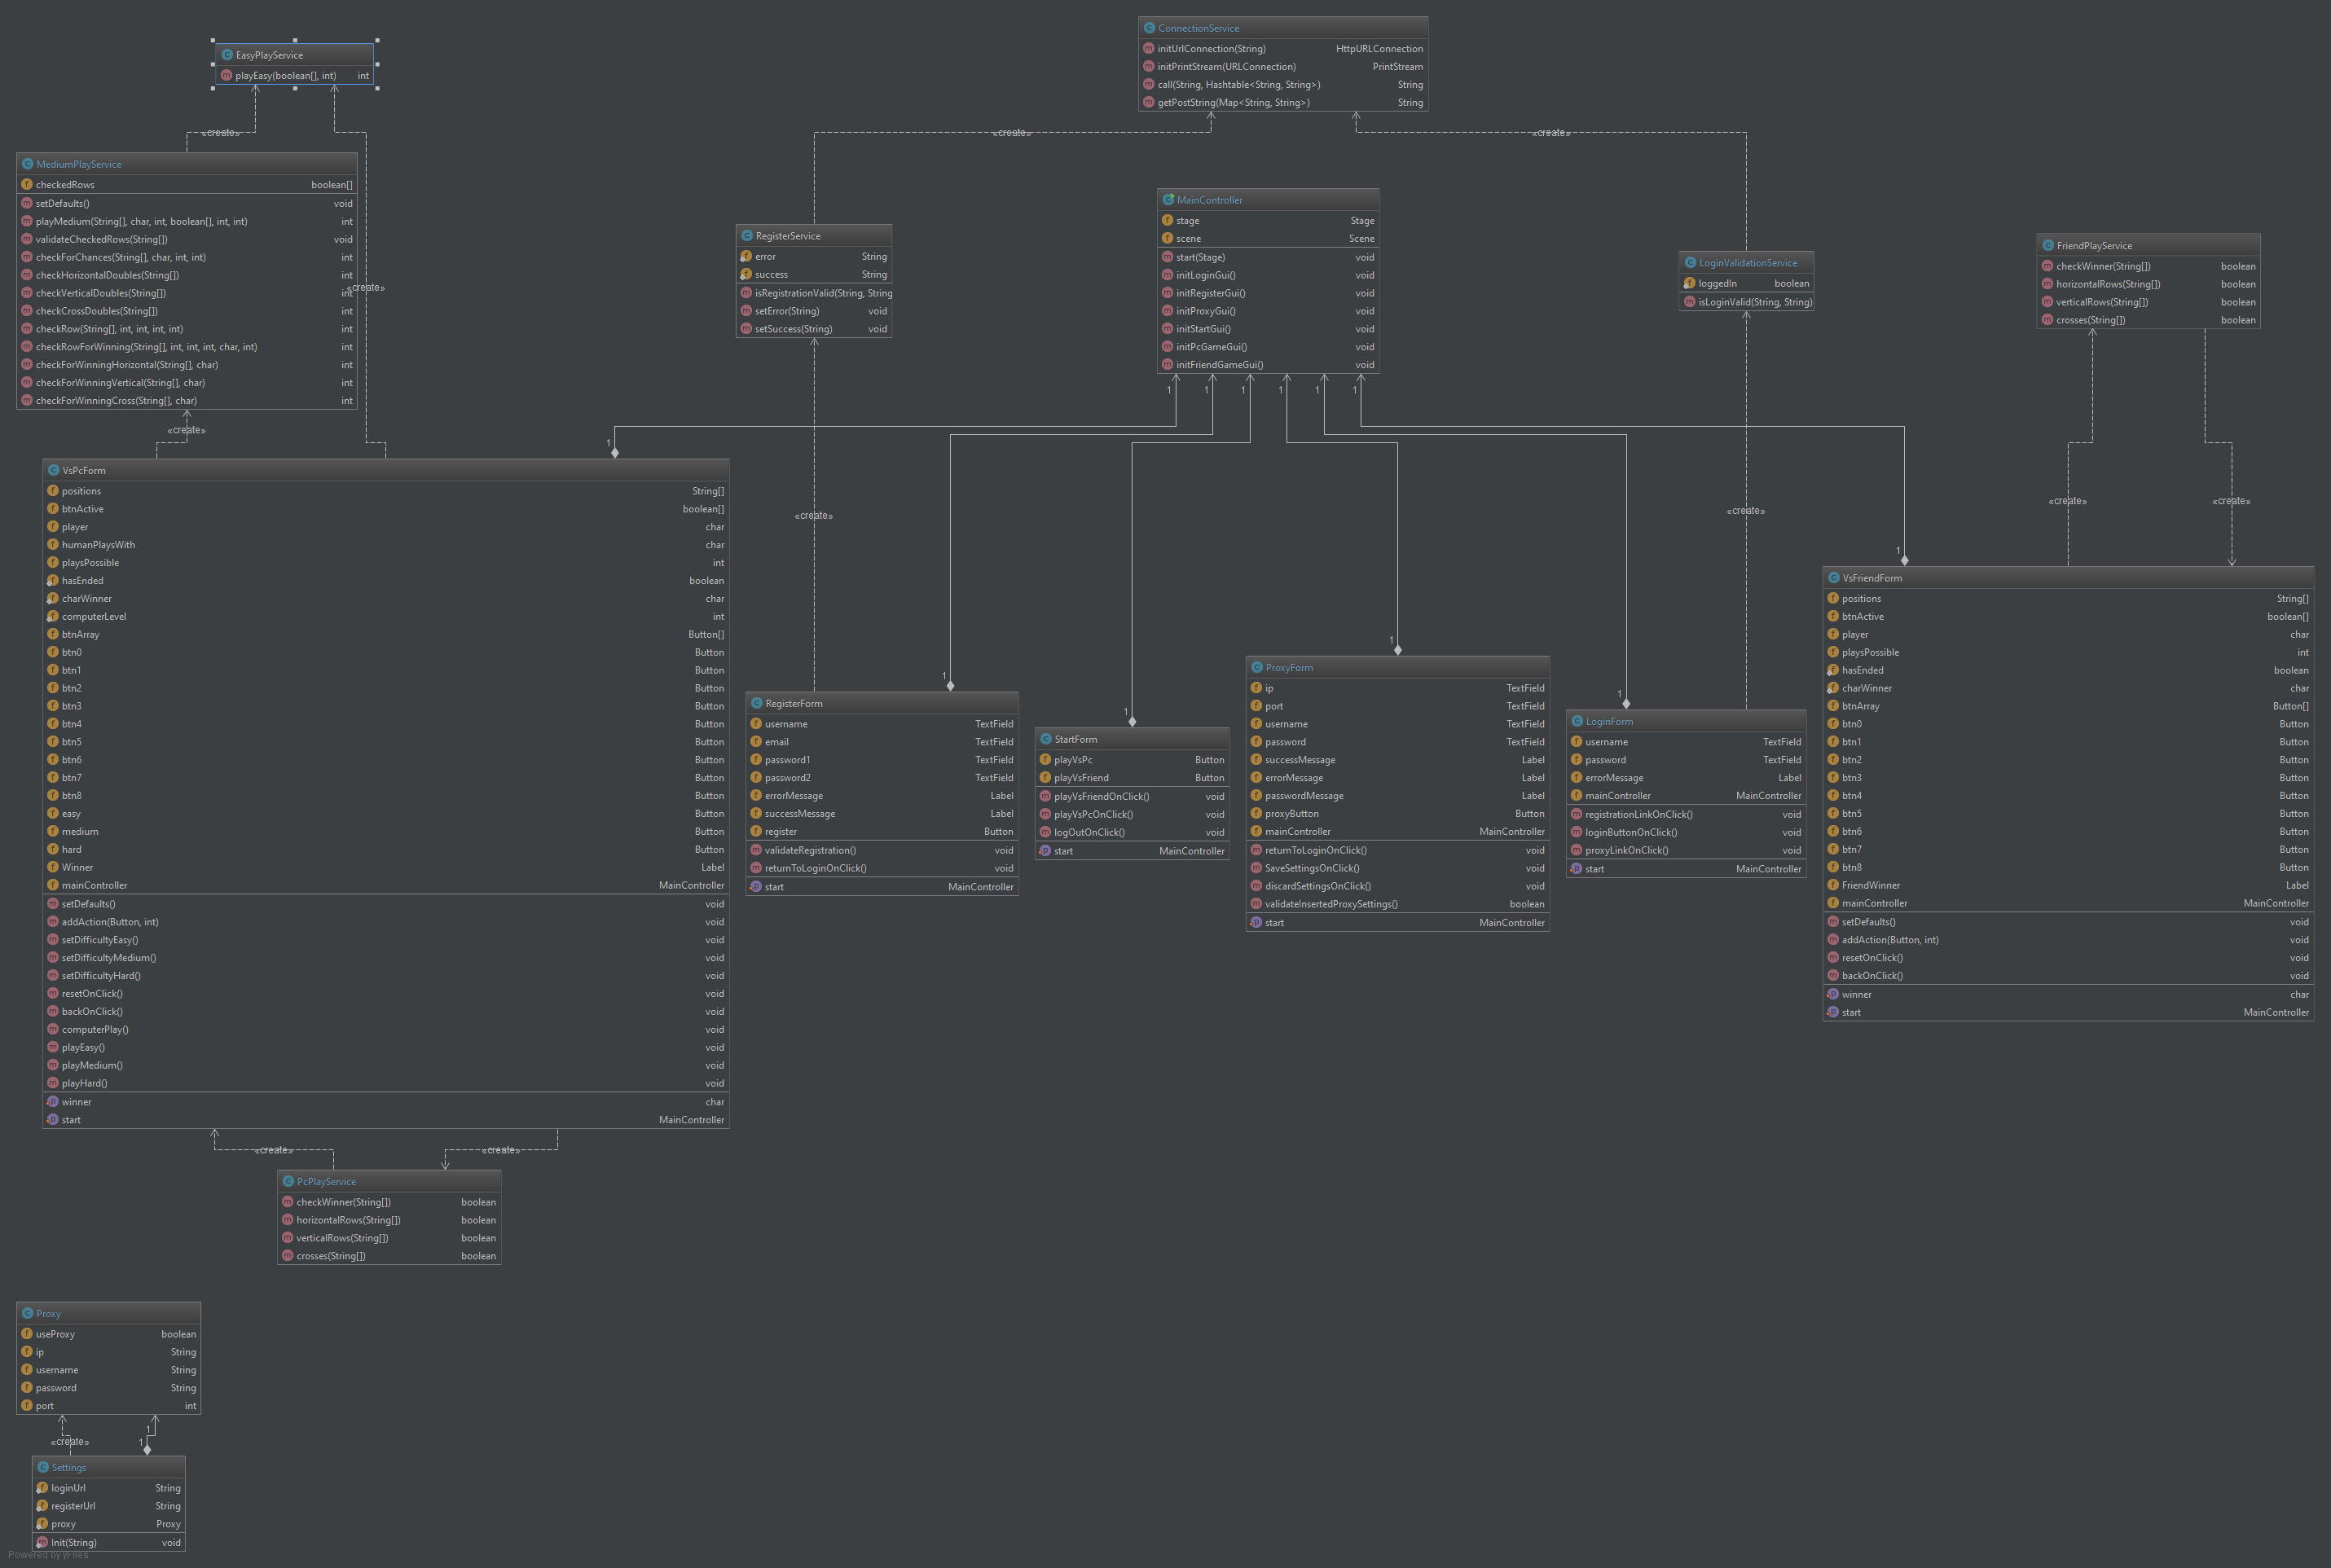 EasyPlayService
playEasy(boolean[], int) int
ConnectionService
initUrlConnection(String) HttpURLConnection
initPrintStream(URLConnection) PrintStream
call(String, Hashtable<String, String>) String
getPostString(Map<String, String>) String
«create»
«create»
«create»
MediumPlayService
checkedRows boolean[]
setDefaults() void
playMedium(String[], char, int, boolean[], int, int) int
validateCheckedRows(String[]) void
checkForChances(String[], char, int, int) int
checkHorizontalDoubles(String[]) int
checkVerticalDoubles(String[]) int
checkCrossDoubles(String[]) int
checkRow(String[], int, int, int, int) int
checkRowForWinning(String[], int, int, int, char, int) int
checkForWinningHorizontal(String[], char) int
checkForWinningVertical(String[], char) int
checkForWinningCross(String[], char) int
«create»
RegisterService
error String
success String
isRegistrationValid(String, String
setError(String) void
setSuccess(String) void
MainController
stage Stage
scene Scene
start(Stage) void
initLoginGui() void
initRegisterGui() void
initProxyGui() void
initStartGui() void
initPcGameGui() void
initFriendGameGui() void
LoginValidationService
loggedIn boolean
isLoginValid(String, String)
FriendPlayService
checkWinner(String[]) boolean
horizontalRows(String[]) boolean
verticalRows(String[]) boolean
crosses(String[]) boolean
1 1 1 1 1 1
«create»
1
VsPcForm
positions String[]
btnActive boolean[]
player char
humanPlaysWith char
playsPossible int
hasEnded boolean
charWinner char
computerLevel int
btnArray Button[]
btn0 Button
btn1 Button
btn2 Button
btn3 Button
btn4 Button
btn5 Button
btn6 Button
btn7 Button
btn8 Button
easy Button
medium Button
hard Button
Winner Label
mainController MainController
setDefaults() void
addAction(Button, int) void
setDifficultyEasy() void
setDifficultyMedium() void
setDifficultyHard() void
resetOnClick() void
backOnClick() void
computerPlay() void
playEasy() void
playMedium() void
playHard() void
winner char
start MainController
«create»
«create»
«create»
«create»
1
1
RegisterForm
username TextField
email TextField
password1 TextField
password2 TextField
errorMessage Label
successMessage Label
register Button
validateRegistration() void
returnToLoginOnClick() void
start MainController
1
StartForm
playVsPc Button
playVsFriend Button
playVsFriendOnClick() void
playVsPcOnClick() void
logOutOnClick() void
start MainController
1
ProxyForm
ip TextField
port TextField
username TextField
password TextField
successMessage Label
errorMessage Label
passwordMessage Label
proxyButton Button
mainController MainController
returnToLoginOnClick() void
SaveSettingsOnClick() void
discardSettingsOnClick() void
validateInsertedProxySettings() boolean
start MainController
1
LoginForm
username TextField
password TextField
errorMessage Label
mainController MainController
registrationLinkOnClick() void
loginButtonOnClick() void
proxyLinkOnClick() void
start MainController
VsFriendForm
positions String[]
btnActive boolean[]
player char
playsPossible int
hasEnded boolean
charWinner char
btnArray Button[]
btn0 Button
btn1 Button
btn2 Button
btn3 Button
btn4 Button
btn5 Button
btn6 Button
btn7 Button
btn8 Button
FriendWinner Label
mainController MainController
setDefaults() void
addAction(Button, int) void
resetOnClick() void
backOnClick() void
winner char
start MainController
«create»
«create»
PcPlayService
checkWinner(String[]) boolean
horizontalRows(String[]) boolean
verticalRows(String[]) boolean
crosses(String[]) boolean
Proxy
useProxy boolean
ip String
username String
password String
port int
1
«create» 1
Settings
loginUrl String
registerUrl String
proxy Proxy
Init(String) void
Powered by yFiles